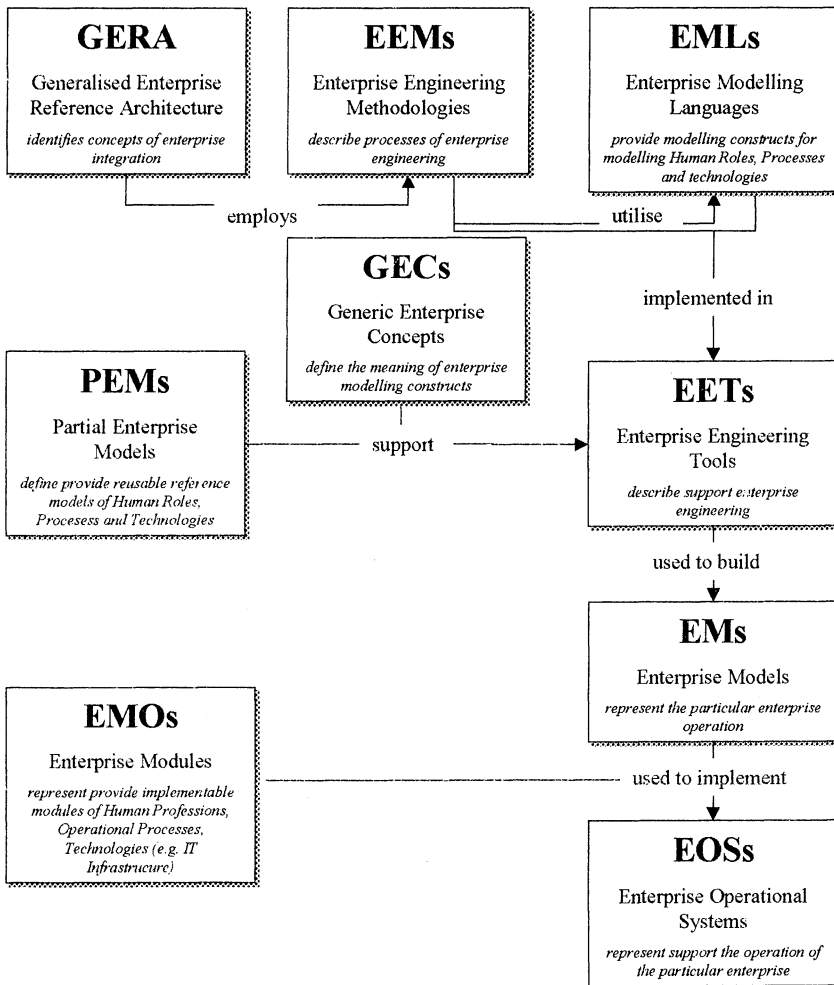 GERA
Generalised Enterprise
Reference Architecture
identifies concepts of enterprise
integration
EEMs
Enterprise Engineering
Methodologies
describe processes of enterprise
engineering
EMLs
Enterprise Modelling
Languages
provide modelling constructs for
modelling Human Roles, Processes
and technologies
employs
utilise
GECs
Generic Enterprise
Concepts
define the meaning of enterprise
modelling constructs
implemented in
PEMs
Partial Enterprise
Models
define provide reusable reference
models of Human Roles,
Procesess and Technologies
support
EETs
Enterprise Engineering
Tools
describe support enterprise
engineering
used to build
EMs
Enterprise Models
represent the particular enterprise
operation
EMOs
Enterprise Modules
represent provide implementable
modules of Human Professions,
Operational Processes,
Technologies (e.g. IT
Infrastrucure)
used to implement
EOSs
Enterprise Operational
Systems
represent support the operation of
the particular enterprise